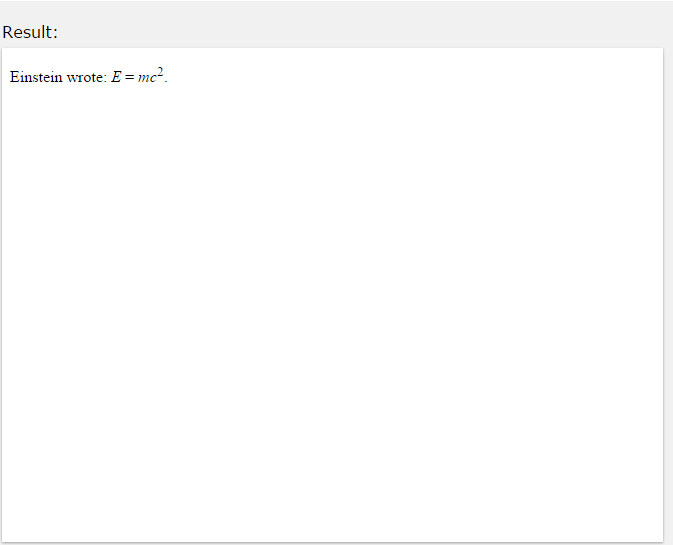 Result:
Einstein wrote: E = mc².